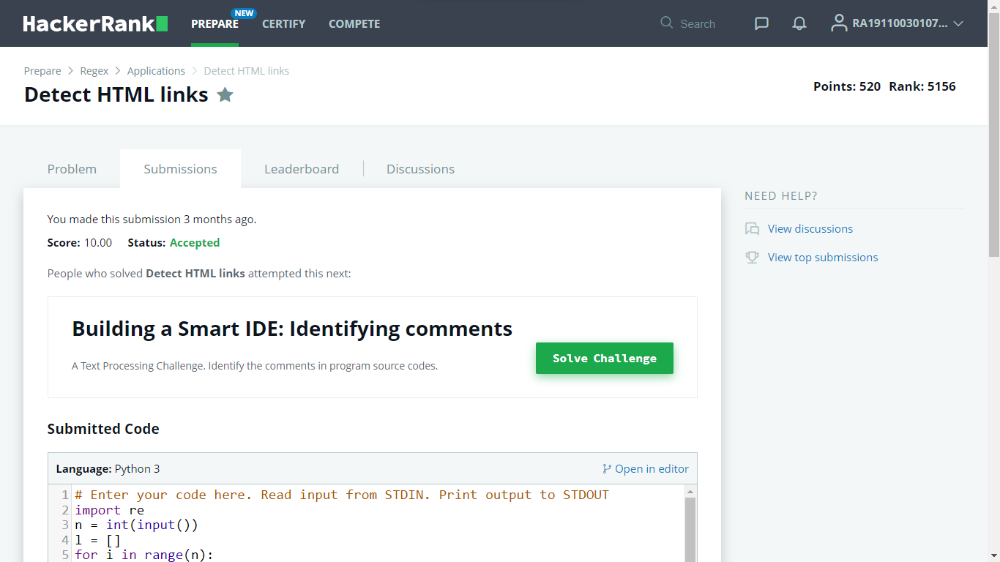 HackerRank PREPARE NEW CERTIFY COMPETE Search RA19110030107...
Prepare > Regex > Applications > Detect HTML links
Detect HTML links
Points: 520 Rank: 5156
Problem Submissions Leaderboard Discussions
You made this submission 3 months ago.
Score: 10.00 Status: Accepted
People who solved Detect HTML links attempted this next:
Building a Smart IDE: Identifying comments
A Text Processing Challenge. Identify the comments in program source codes.
Solve Challenge
Submitted Code
Language: Python 3 Open in editor
1 # Enter your code here. Read input from STDIN. Print output to STDOUT
2 import re
3 n = int(input())
4 l = []
5 for i in range(n):
NEED HELP?
View discussions
View top submissions